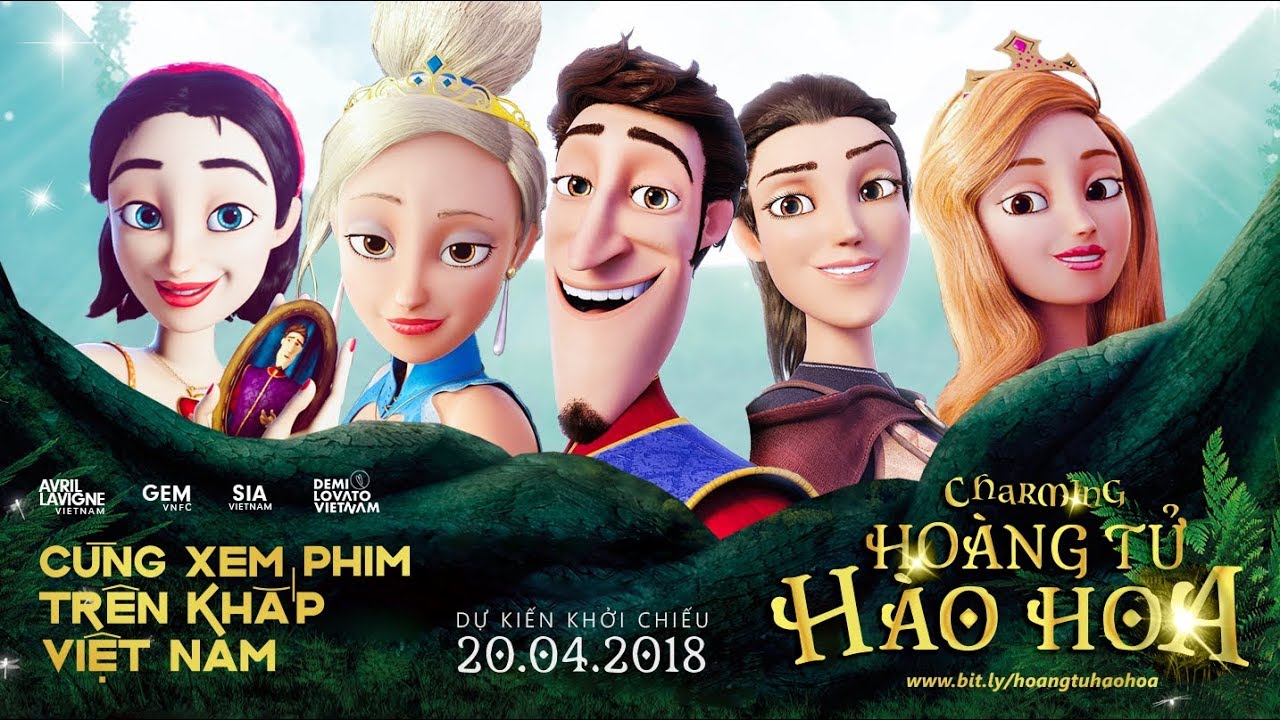 AVRIL
LAVIGNE
VIETNAM
GEM
VNFC
SIA
VIETNAM
DEMI
LOVATO
VIETNAM
CÙNG XEM PHIM
TRÊN KHẮP
VIỆT NAM
DỰ KIẾN KHỞI CHIẾU
20.04.2018
CHARMING
HOÀNG TỬ
HÀO HOA
www.bit.ly/hoangtuhaohoa